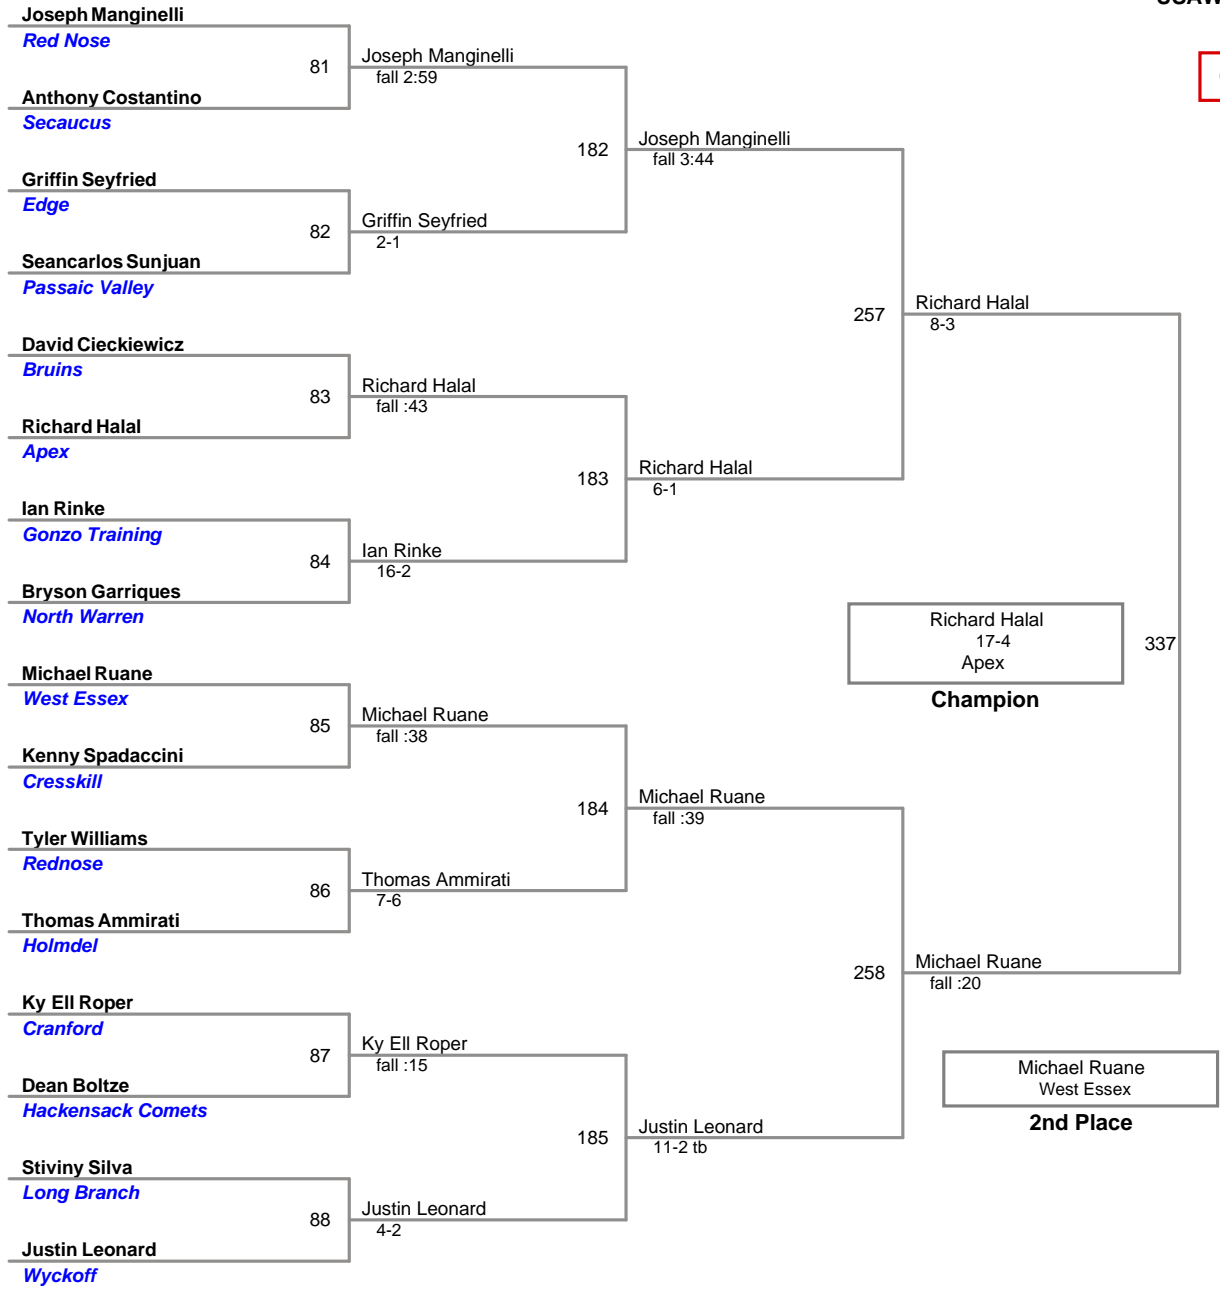 Joseph Manginelli
Red Nose
81
Joseph Manginelli
fall 2:59
Anthony Costantino
Secaucus
182
Joseph Manginelli
fall 3:44
Griffin Seyfried
Edge
82
Griffin Seyfried
2-1
Seancarlos Sunjuan
Passaic Valley
257
Richard Halal
8-3
David Cieckiewicz
Bruins
83
Richard Halal
fall :43
Richard Halal
Apex
183
Richard Halal
6-1
Ian Rinke
Gonzo Training
84
Ian Rinke
16-2
Bryson Garriques
North Warren
Richard Halal
17-4
Apex
337
Champion
Michael Ruane
West Essex
85
Michael Ruane
fall :38
Kenny Spadaccini
Cresskill
184
Michael Ruane
fall :39
Tyler Williams
Rednose
86
Thomas Ammirati
7-6
Thomas Ammirati
Holmdel
258
Michael Ruane
fall :20
Ky Ell Roper
Cranford
87
Ky Ell Roper
fall :15
Dean Boltze
Hackensack Comets
Michael Ruane
West Essex
2nd Place
185
Justin Leonard
11-2 tb
Stiviny Silva
Long Branch
88
Justin Leonard
4-2
Justin Leonard
Wyckoff